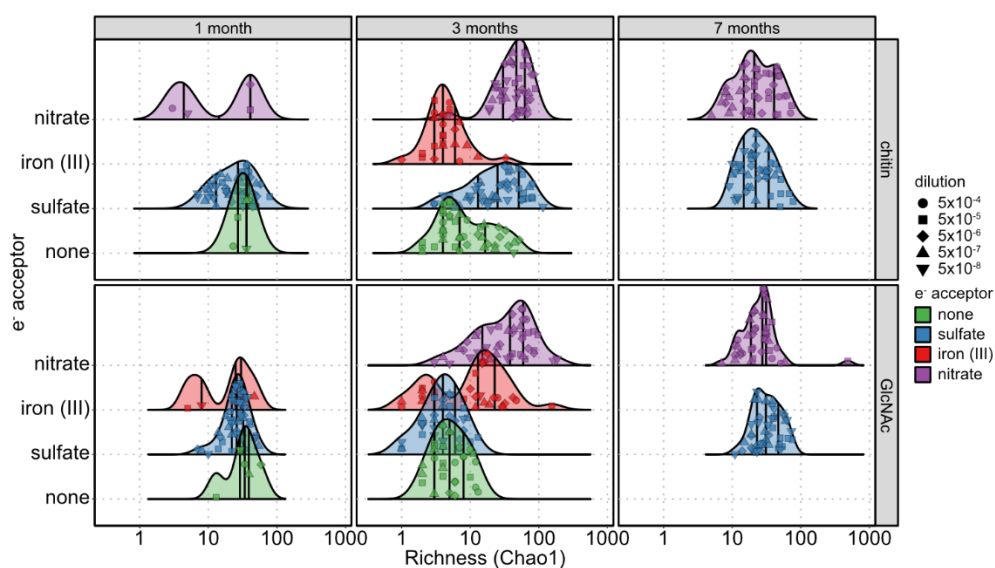 1 month
3 months
7 months
nitrate
iron (III)
sulfate
none
chitin
nitrate
iron (III)
sulfate
none
GlcNAc
e⁻ acceptor
1 10 100 1000
1 10 100 1000
1 10 100 1000
Richness (Chao1)
dilution
5x10⁻⁴
5x10⁻⁵
5x10⁻⁶
5x10⁻⁷
5x10⁻⁸
e⁻ acceptor
none
sulfate
iron (III)
nitrate